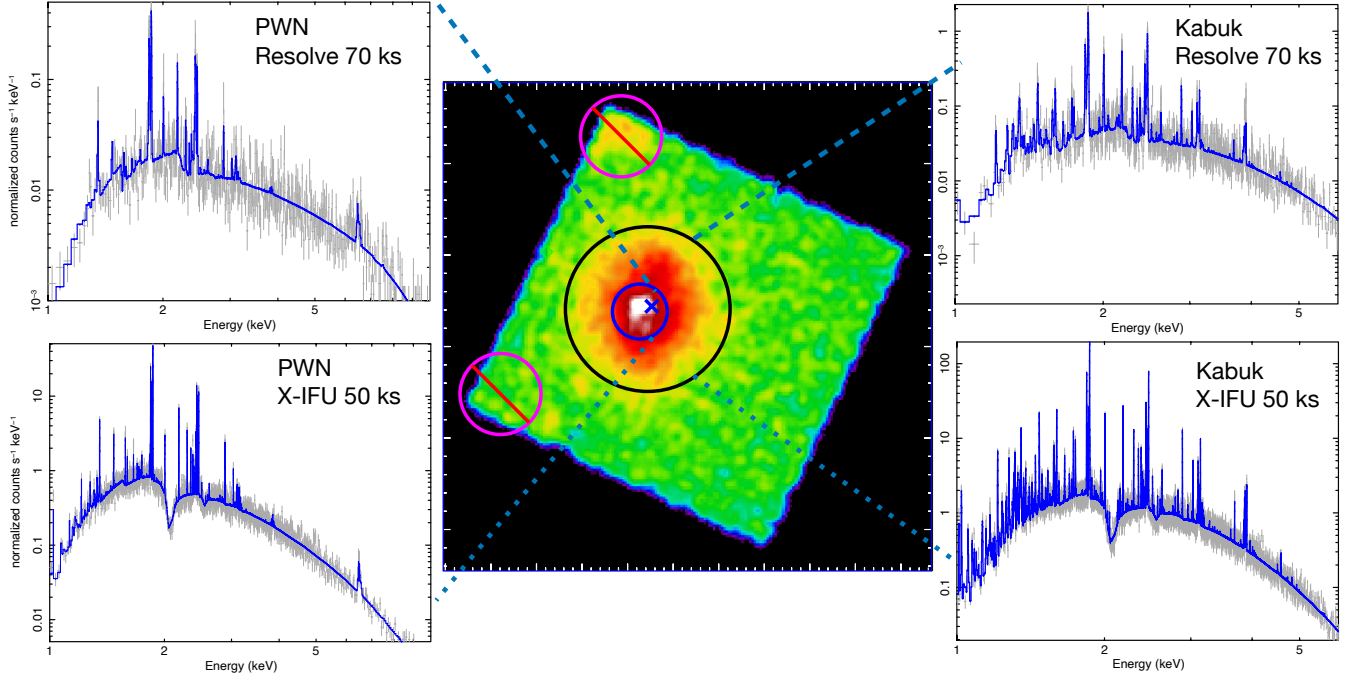 PWN
Resolve 70 ks
normalized counts s⁻¹ keV⁻¹
0.1
0.01
10⁻³
1
2
5
Energy (keV)
Kabuk
Resolve 70 ks
1
0.1
0.01
10⁻³
1
2
5
Energy (keV)
PWN
X-IFU 50 ks
normalized counts s⁻¹ keV⁻¹
10
1
0.1
0.01
1
2
5
Energy (keV)
Kabuk
X-IFU 50 ks
100
10
1
0.1
1
2
5
Energy (keV)